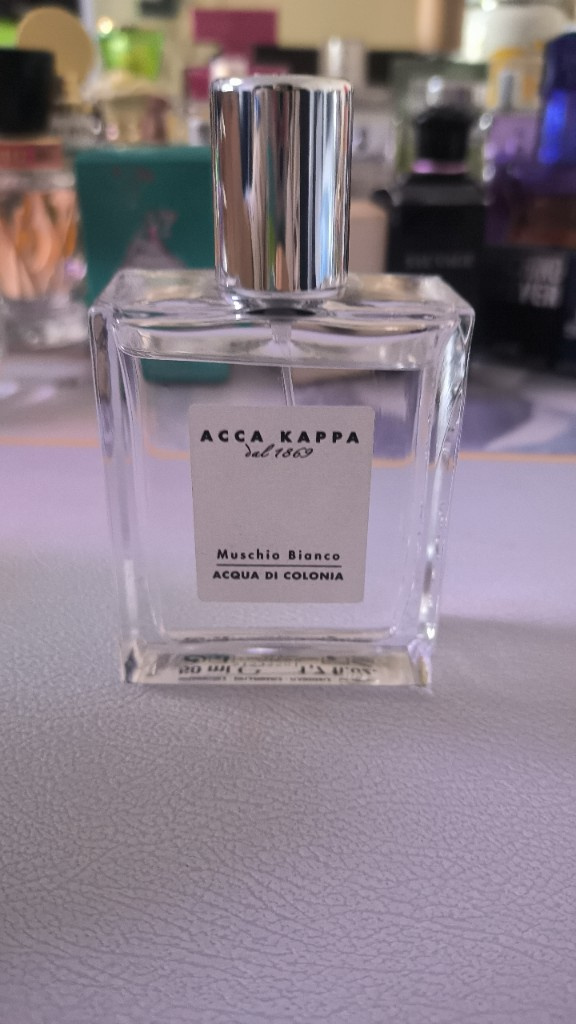 ACCA KAPPA
dal 1869
Muschio Bianco
ACQUA DI COLONIA